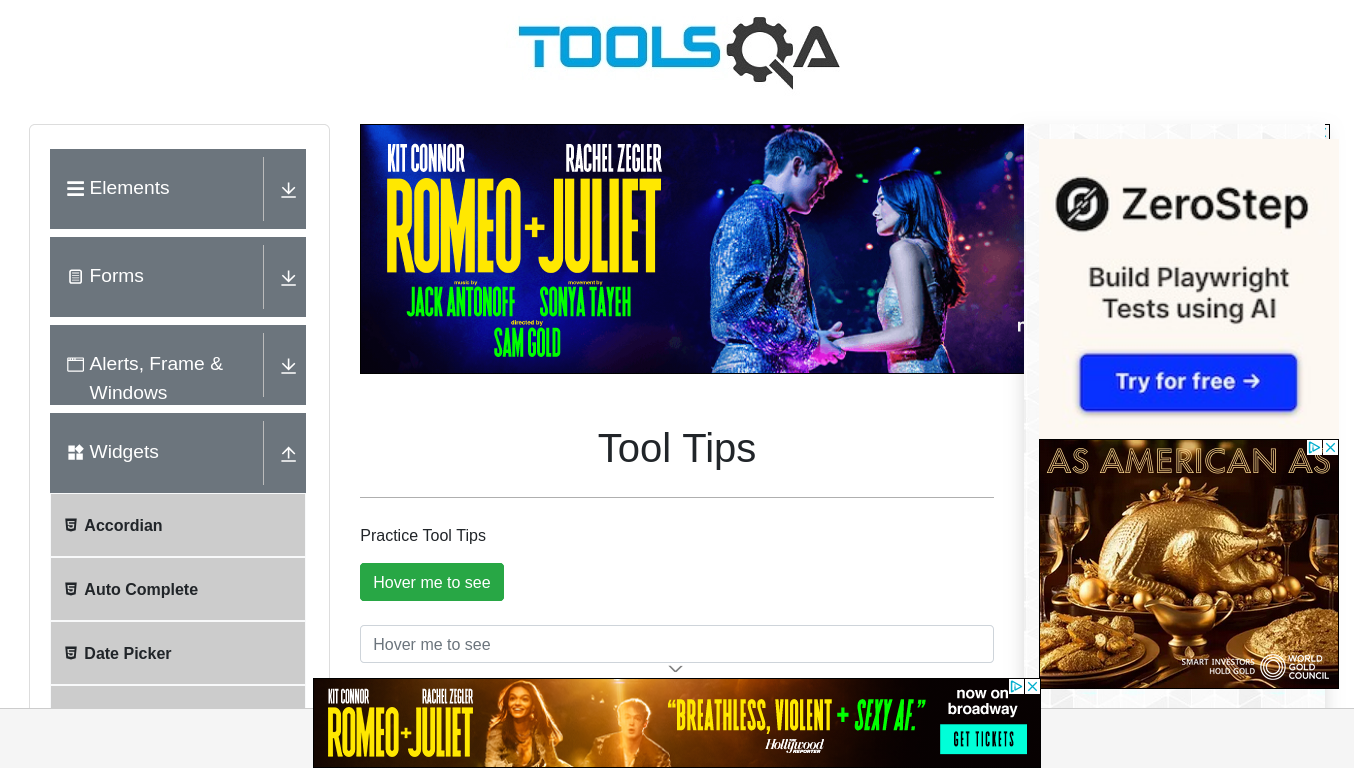 TOOLSQA
Elements
Forms
Alerts, Frame &
Windows
Widgets
Accordian
Auto Complete
Date Picker
KIT CONNOR RACHEL ZEGLER
ROMEO+JULIET
music by movement by
JACK ANTONOFF SONYA TAYEH
directed by
SAM GOLD
Tool Tips
Practice Tool Tips
Hover me to see
Hover me to see
ZeroStep
Build Playwright
Tests using AI
Try for free →
AS AMERICAN AS
SMART INVESTORS
HOLD GOLD
WORLD
GOLD
COUNCIL
KIT CONNOR RACHEL ZEGLER
ROMEO+JULIET
“BREATHLESS, VIOLENT + SEXY AF.”
Hollywood
REPORTER
now on
broadway
GET TICKETS